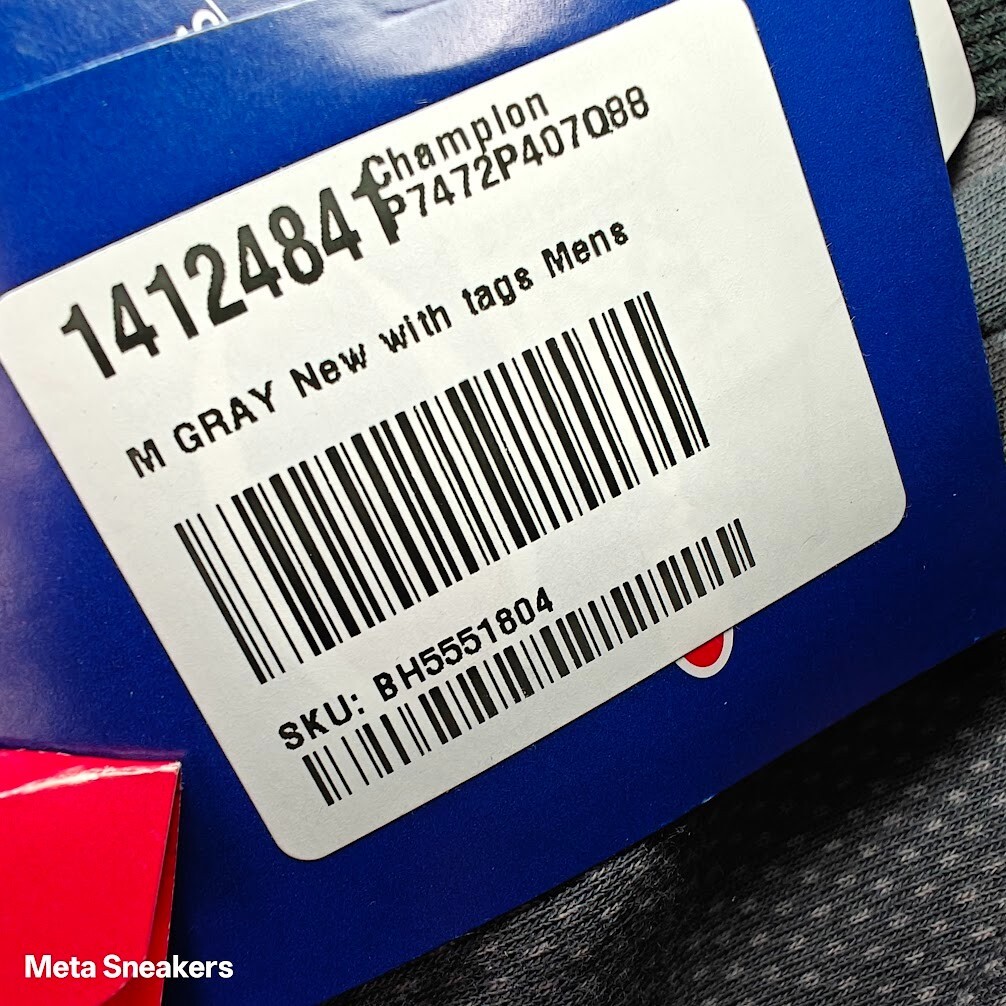 Champion
14124841
P7472P407Q88
M GRAY New with tags Mens
SKU: BH5551804
Meta Sneakers